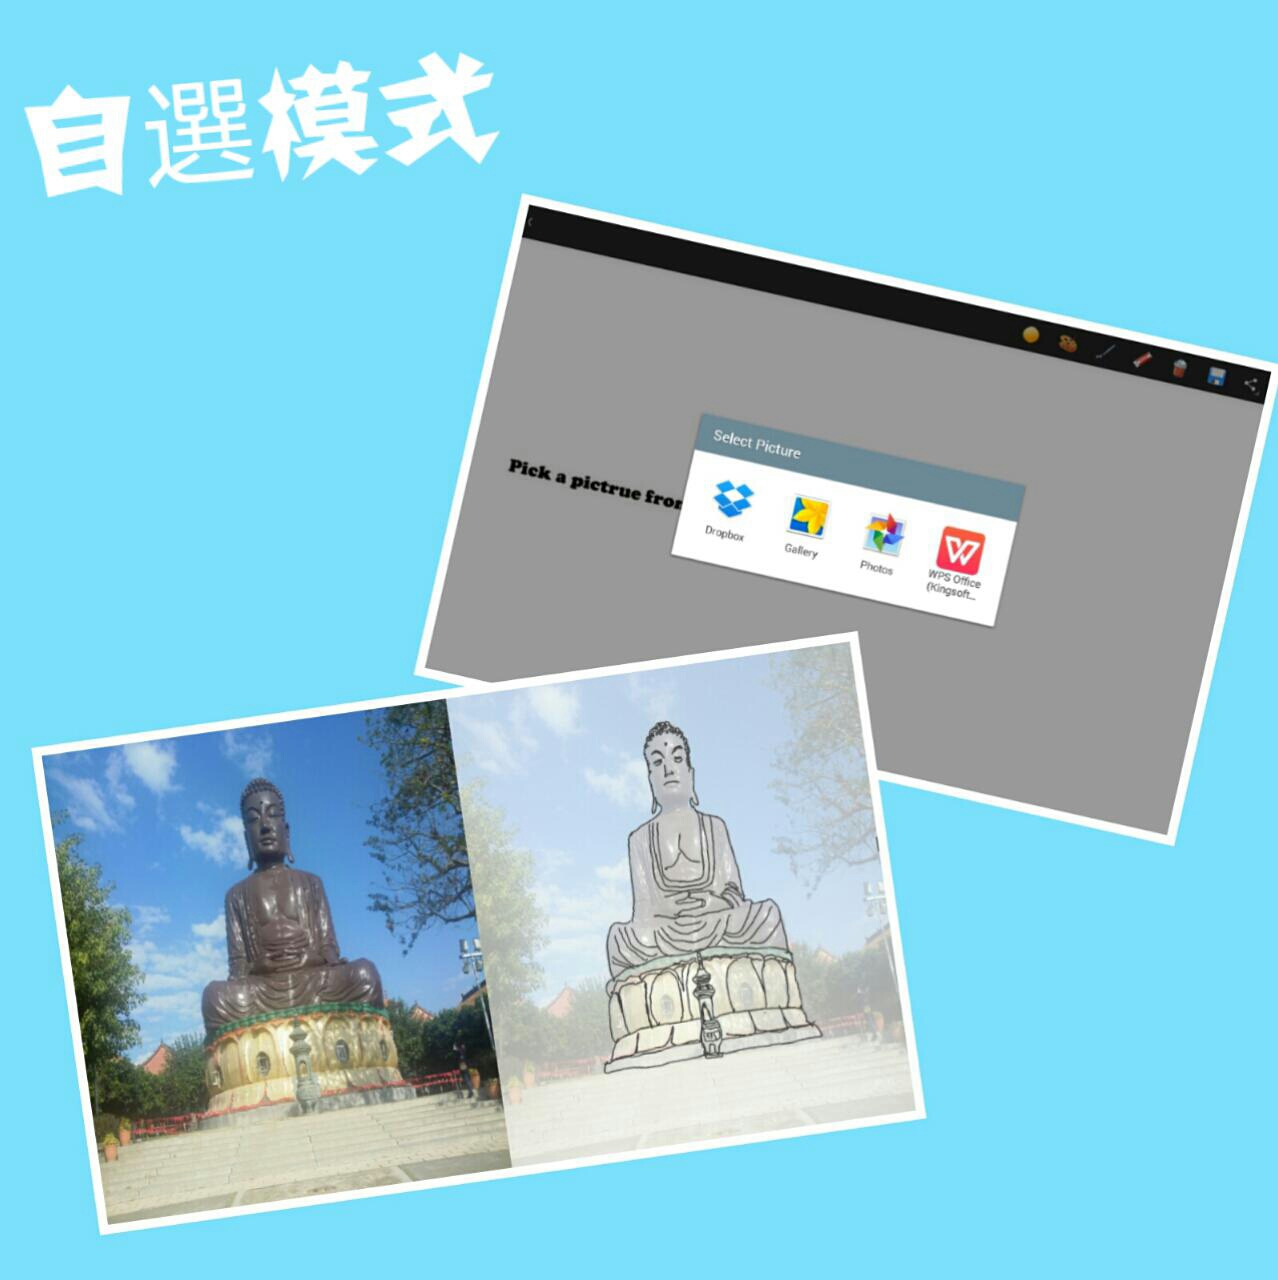 自選模式
Pick a pictrue fro
Select Picture
Dropbox
Gallery
Photos
WPS Office
(Kingsoft...